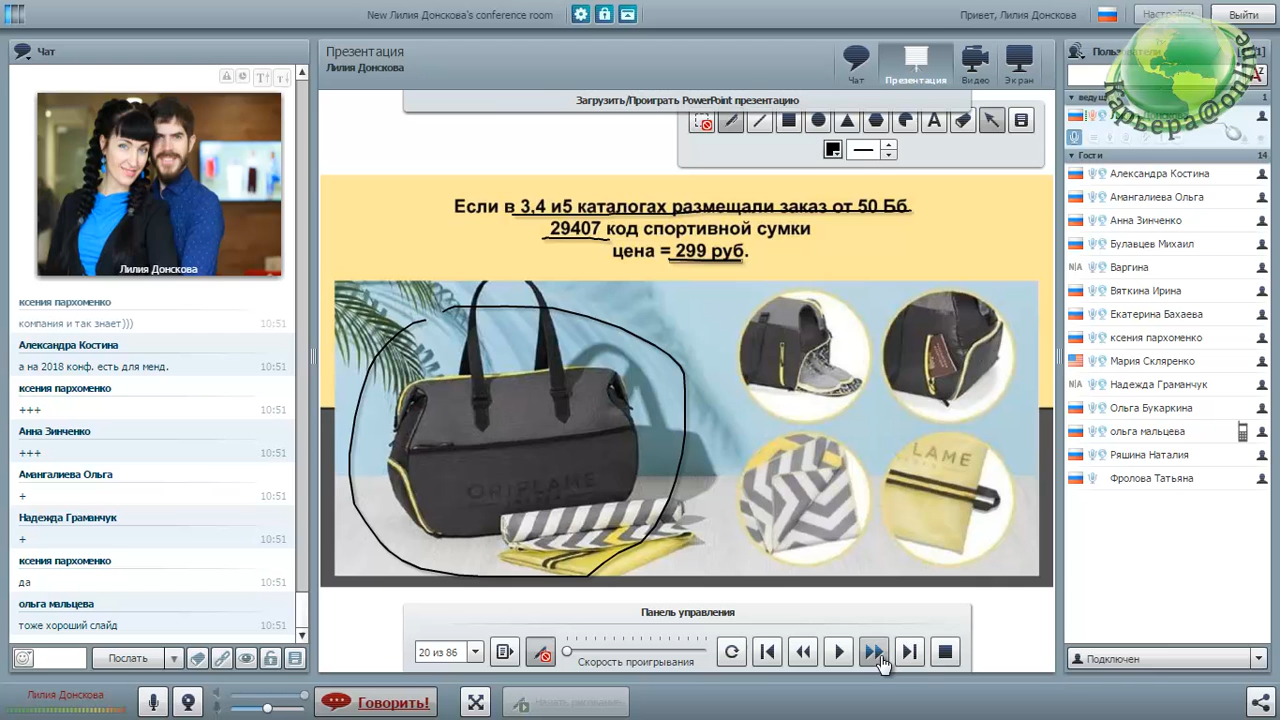 New Лилия Донскова's conference room
Привет, Лилия Донскова
Настройки
Выйти
Чат
Лилия Донскова
ксения пархоменко
компания и так знает)))
10:51
Александра Костина
а на 2018 конф. есть для менд.
10:51
ксения пархоменко
+++
10:51
Анна Зинченко
+++
10:51
Амангалиева Ольга
+
10:51
Надежда Граманчук
+
10:51
ксения пархоменко
да
10:51
ольга мальцева
тоже хороший слайд
10:51
Послать
Презентация
Лилия Донскова
Чат
Презентация
Видео
Экран
Загрузить/Проиграть PowerPoint презентацию
Если в 3,4 и5 каталогах размещали заказ от 50 Бб
29407 код спортивной сумки
цена = 299 руб.
ORIFLAME
Панель управления
20 из 86
Скорость проигрывания
карьера@online
1
Гости
14
Александра Костина
Амангалиева Ольга
Анна Зинченко
Булавцев Михаил
N/A Варгина
Вяткина Ирина
Екатерина Бахаева
ксения пархоменко
Мария Скляренко
N/A Надежда Граманчук
Ольга Букаркина
ольга мальцева
Ряшина Наталия
Фролова Татьяна
Подключен
Лилия Донскова
Говорить!
Начать рисование